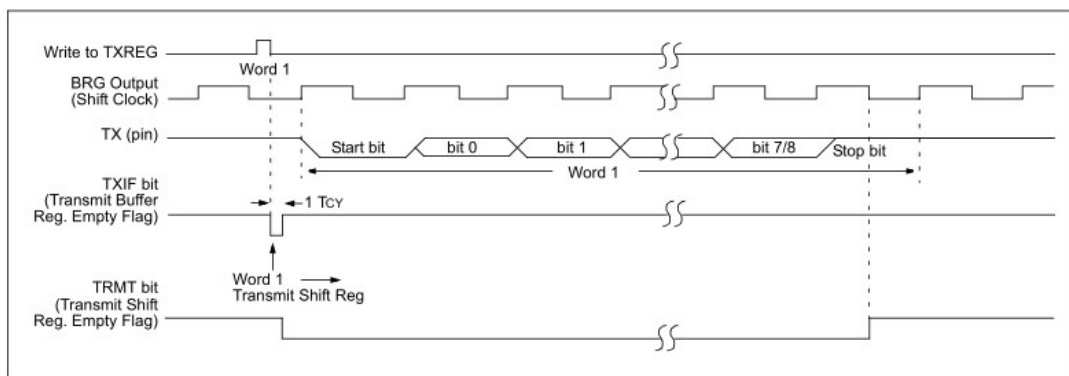 Write to TXREG
Word 1
BRG Output
(Shift Clock)
TX (pin)
Start bit
bit 0
bit 1
bit 7/8
Stop bit
Word 1
TXIF bit
(Transmit Buffer
Reg. Empty Flag)
1 TCY
Word 1
Transmit Shift Reg
TRMT bit
(Transmit Shift
Reg. Empty Flag)